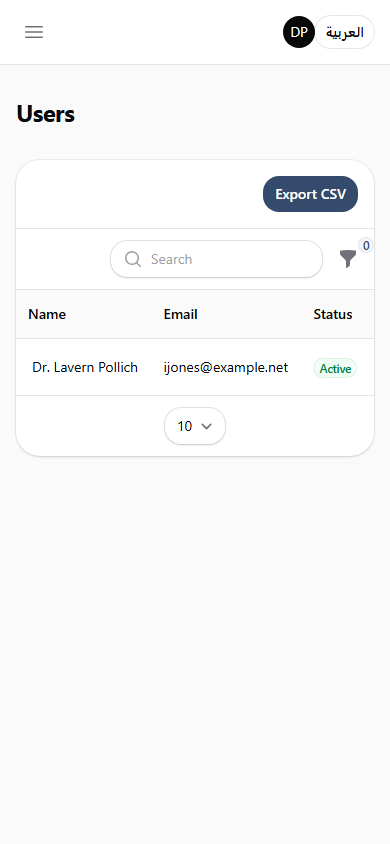 DP
العربية
Users
Export CSV
Search
0
Name Email Status
Dr. Lavern Pollich ijones@example.net Active
10